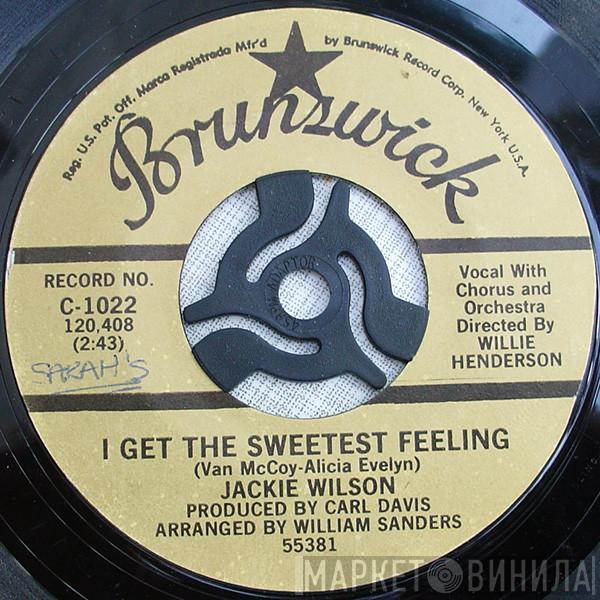 Reg. U.S. Pat. Off. Marca Registrada Mfr'd by Brunswick Record Corp. New York U.S.A.
Brunswick
RECORD NO.
C-1022
120,408
(2:43)
SARAH'S
Vocal With
Chorus and
Orchestra
Directed By
WILLIE
HENDERSON
I GET THE SWEETEST FEELING
(Van McCoy-Alicia Evelyn)
JACKIE WILSON
PRODUCED BY CARL DAVIS
ARRANGED BY WILLIAM SANDERS
55381
МАРКЕТ ВИНИЛА